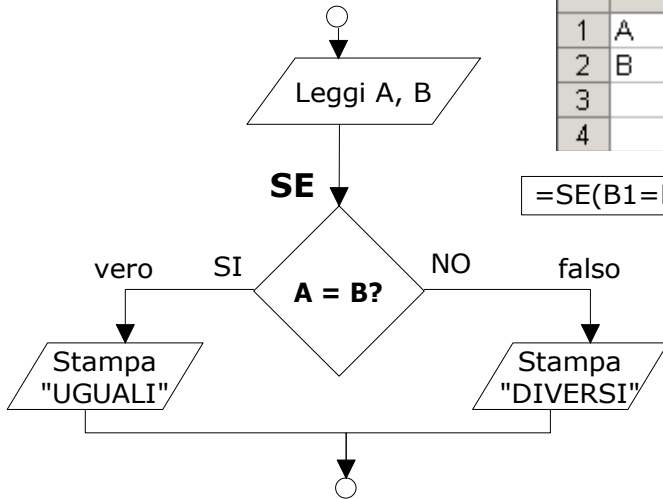 Leggi A, B
1 A
2 B
3
4
SE
=SE(B1=
vero SI NO falso
A = B?
Stampa
"UGUALI"
Stampa
"DIVERSI"